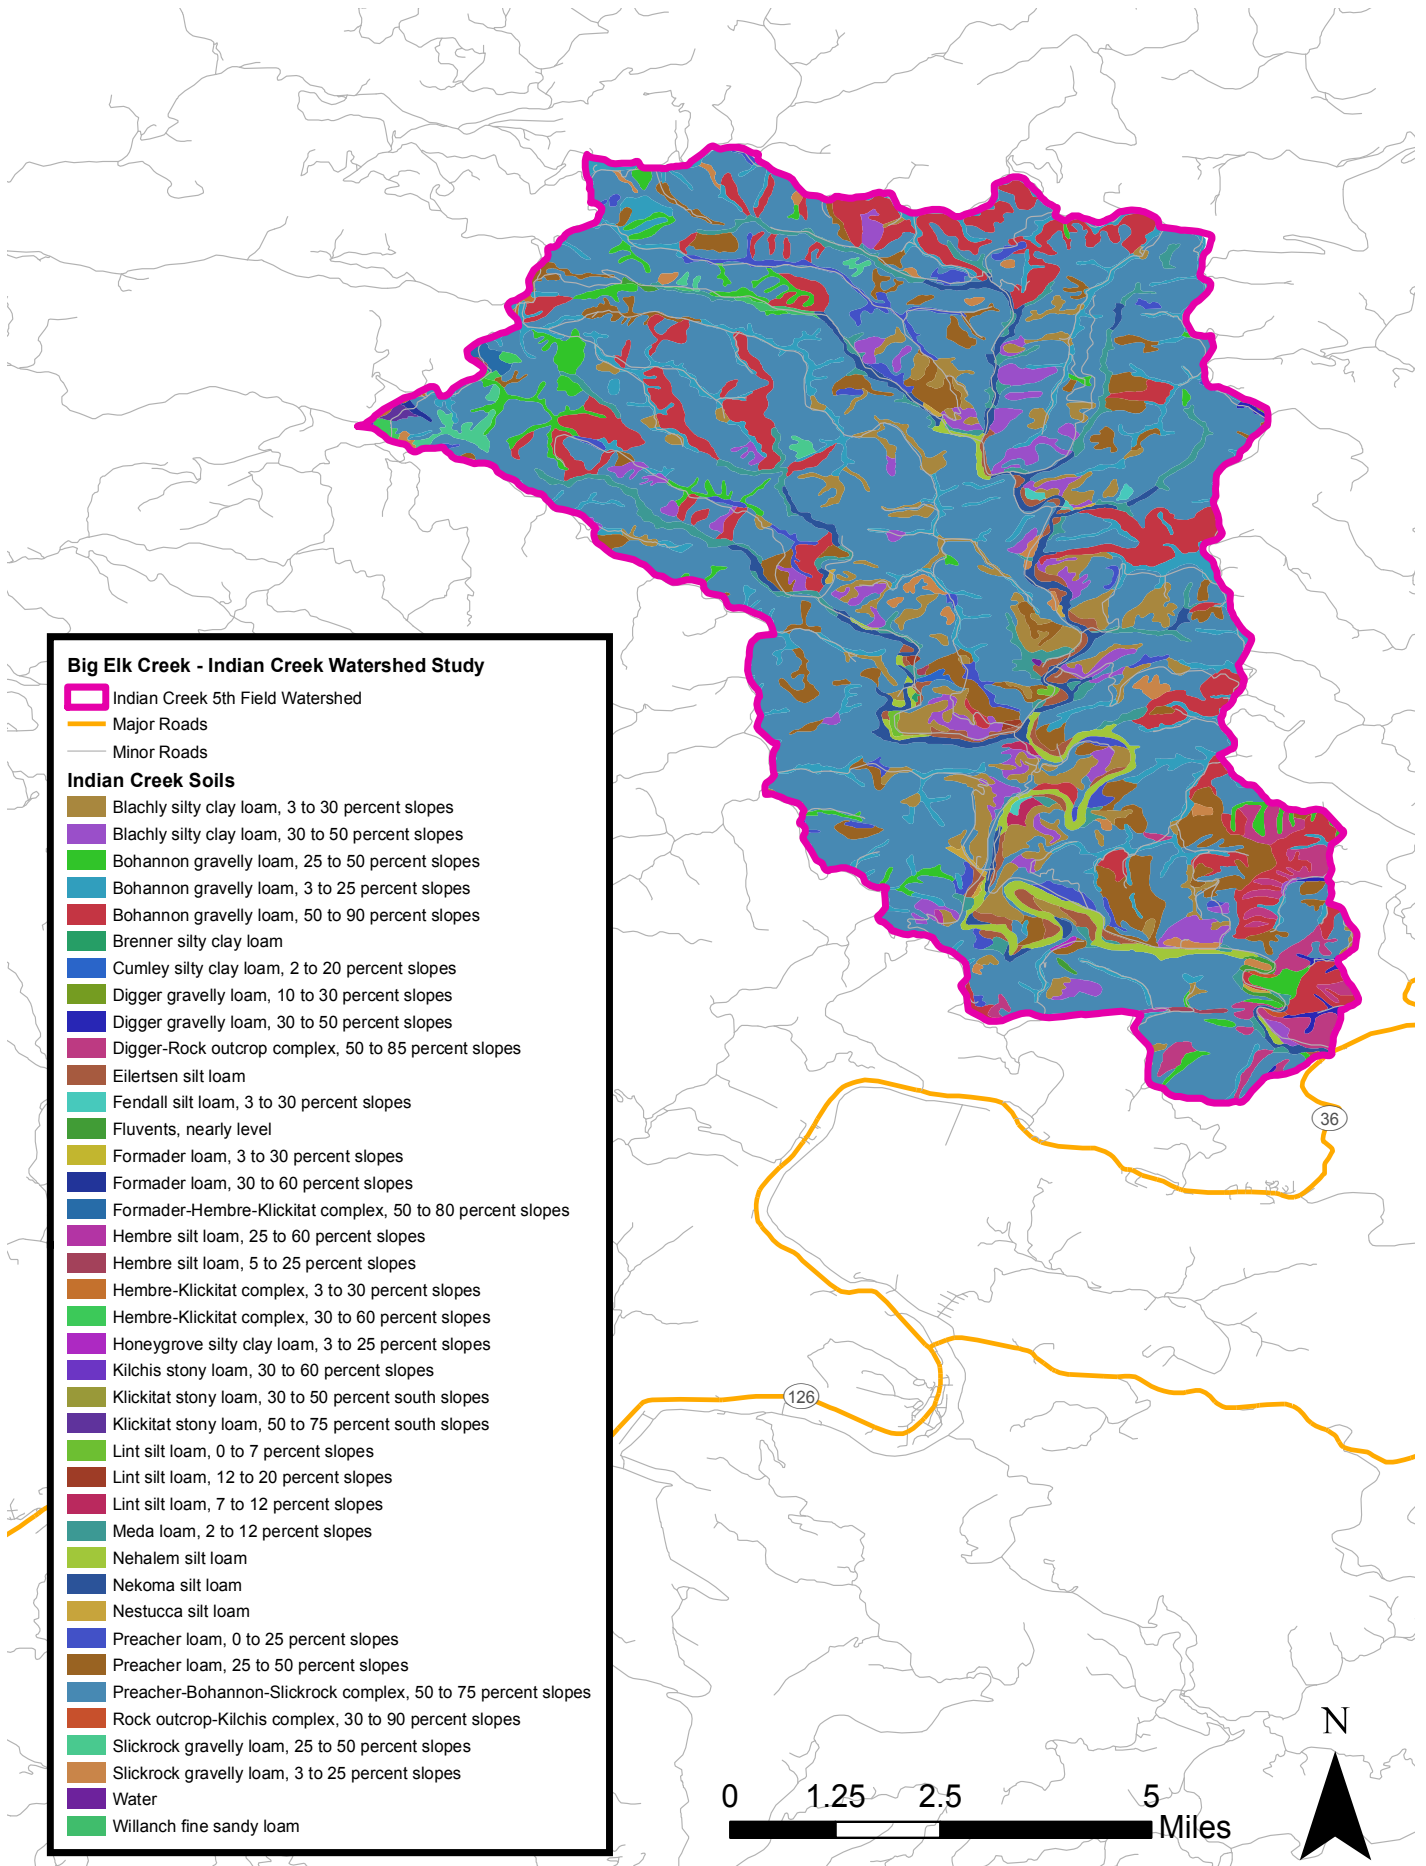 Big Elk Creek - Indian Creek Watershed Study
Indian Creek 5th Field Watershed
Major Roads
Minor Roads
Indian Creek Soils
Blachly silty clay loam, 3 to 30 percent slopes
Blachly silty clay loam, 30 to 50 percent slopes
Bohannon gravelly loam, 25 to 50 percent slopes
Bohannon gravelly loam, 3 to 25 percent slopes
Bohannon gravelly loam, 50 to 90 percent slopes
Brenner silty clay loam
Cumley silty clay loam, 2 to 20 percent slopes
Digger gravelly loam, 10 to 30 percent slopes
Digger gravelly loam, 30 to 50 percent slopes
Digger-Rock outcrop complex, 50 to 85 percent slopes
Eilertsen silt loam
Fendall silt loam, 3 to 30 percent slopes
Fluvents, nearly level
Formader loam, 3 to 30 percent slopes
Formader loam, 30 to 60 percent slopes
Formader-Hembre-Klickitat complex, 50 to 80 percent slopes
Hembre silt loam, 25 to 60 percent slopes
Hembre silt loam, 5 to 25 percent slopes
Hembre-Klickitat complex, 3 to 30 percent slopes
Hembre-Klickitat complex, 30 to 60 percent slopes
Honeygrove silty clay loam, 3 to 25 percent slopes
Kilchis stony loam, 30 to 60 percent slopes
Klickitat stony loam, 30 to 50 percent south slopes
Klickitat stony loam, 50 to 75 percent south slopes
Lint silt loam, 0 to 7 percent slopes
Lint silt loam, 12 to 20 percent slopes
Lint silt loam, 7 to 12 percent slopes
Meda loam, 2 to 12 percent slopes
Nehalem silt loam
Nekoma silt loam
Nestucca silt loam
Preacher loam, 0 to 25 percent slopes
Preacher loam, 25 to 50 percent slopes
Preacher-Bohannon-Slickrock complex, 50 to 75 percent slopes
Rock outcrop-Kilchis complex, 30 to 90 percent slopes
Slickrock gravelly loam, 25 to 50 percent slopes
Slickrock gravelly loam, 3 to 25 percent slopes
Water
Willanch fine sandy loam
36
126
N
0 1.25 2.5 5
Miles